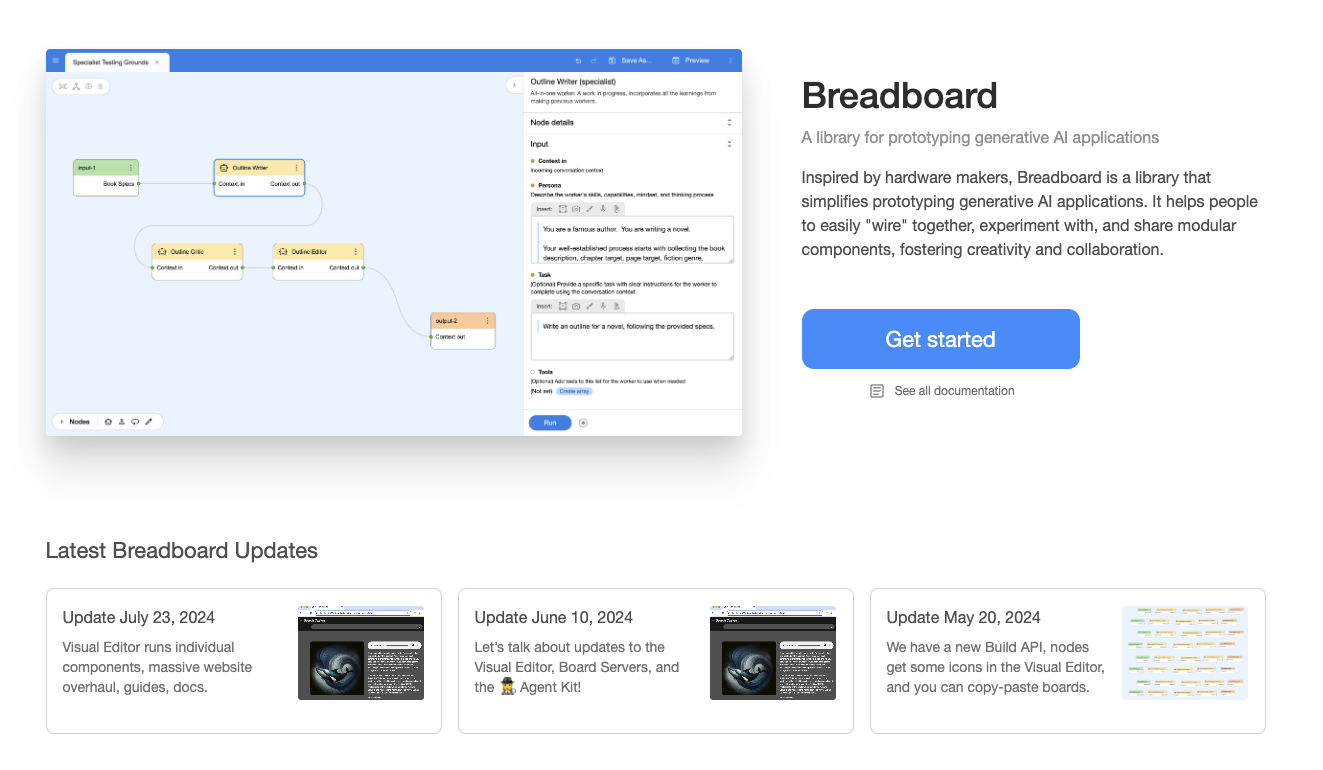 Specialist Testing Grounds
Save As...
Preview
Outline Writer (specialist)
All-in-one worker. A work in progress, incorporates all the learnings from
making previous workers.
Node details
Input
Context in
Incoming conversation context
Persona
Describe the worker's skills, capabilities, mindset, and thinking process
Insert:
You are a famous author. You are writing a novel.
Your well-established process starts with collecting the book
description, chapter target, page target, fiction genre,
Task
(Optional) Provide a specific task with clear instructions for the worker to
complete using the conversation context
Insert:
Write an outline for a novel, following the provided specs.
Tools
(Optional) Add tools to this list for the worker to use when needed
(Not set) Create array
Run
input-1
Book Specs
Outline Writer
Context in Context out
Outline Critic
Context in Context out
Outline Editor
Context in Context out
output-2
Context out
+ Nodes
Breadboard
A library for prototyping generative AI applications
Inspired by hardware makers, Breadboard is a library that
simplifies prototyping generative AI applications. It helps people
to easily "wire" together, experiment with, and share modular
components, fostering creativity and collaboration.
Get started
See all documentation
Latest Breadboard Updates
Update July 23, 2024
Visual Editor runs individual
components, massive website
overhaul, guides, docs.
Update June 10, 2024
Let’s talk about updates to the
Visual Editor, Board Servers, and
the 🕵️ Agent Kit!
Update May 20, 2024
We have a new Build API, nodes
get some icons in the Visual Editor,
and you can copy-paste boards.